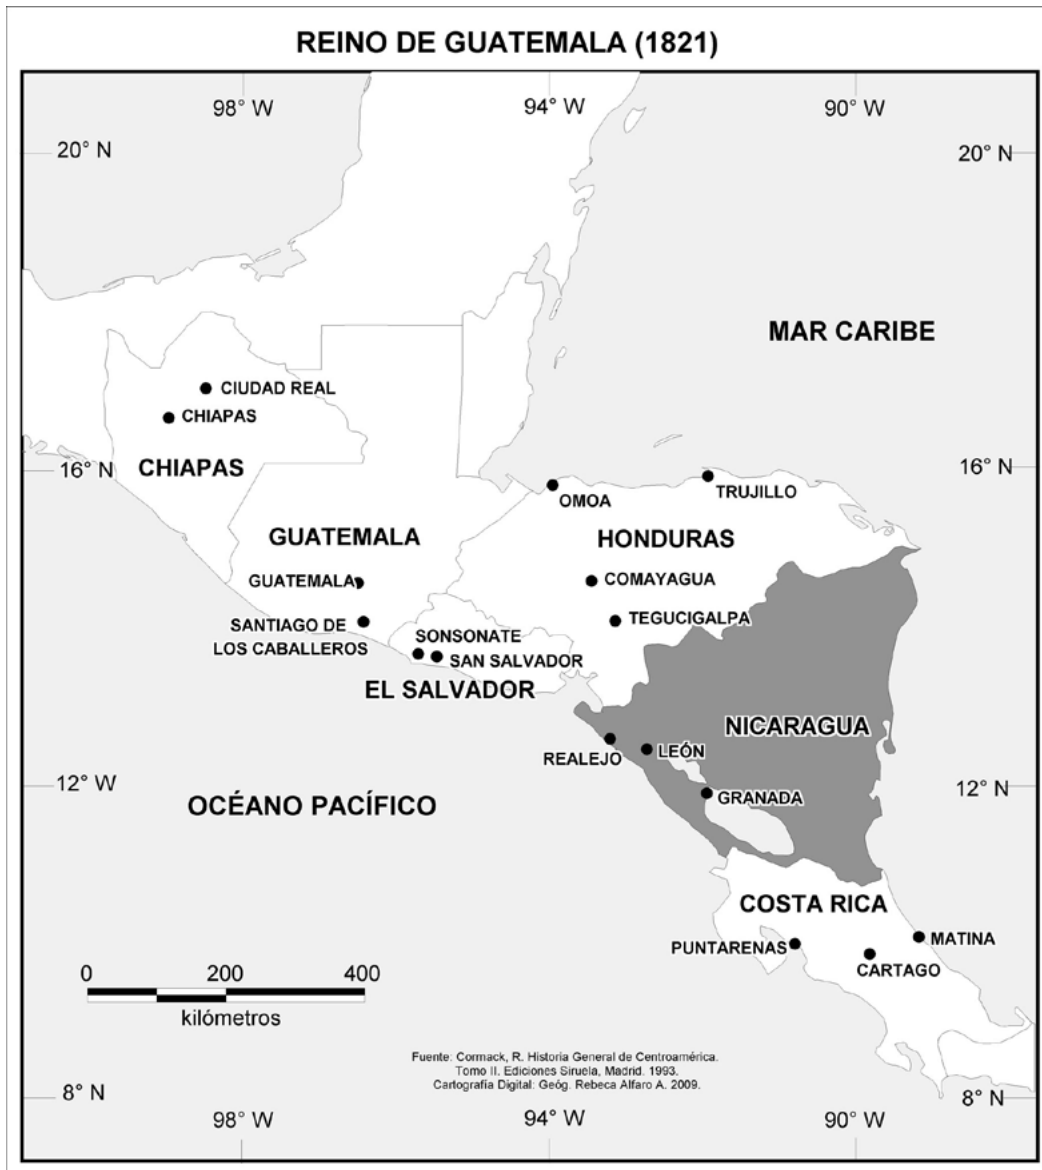 REINO DE GUATEMALA (1821)
98° W
94° W
90° W
20° N
20° N
MAR CARIBE
CIUDAD REAL
CHIAPAS
CHIAPAS
16° N
16° N
OMOA
TRUJILLO
GUATEMALA
HONDURAS
GUATEMALA
COMAYAGUA
TEGUCIGALPA
SANTIAGO DE
LOS CABALLEROS
SONSONATE
SAN SALVADOR
EL SALVADOR
NICARAGUA
REALEJO
LEÓN
12° W
12° N
GRANADA
OCÉANO PACÍFICO
COSTA RICA
PUNTARENAS
MATINA
CARTAGO
0 200 400
kilómetros
Fuente: Cormack, R. Historia General de Centroamérica.
Tomo II. Ediciones Siruela, Madrid. 1993.
Cartografía Digital: Geóg. Rebeca Alfaro A. 2009.
8° N
8° N
98° W
94° W
90° W